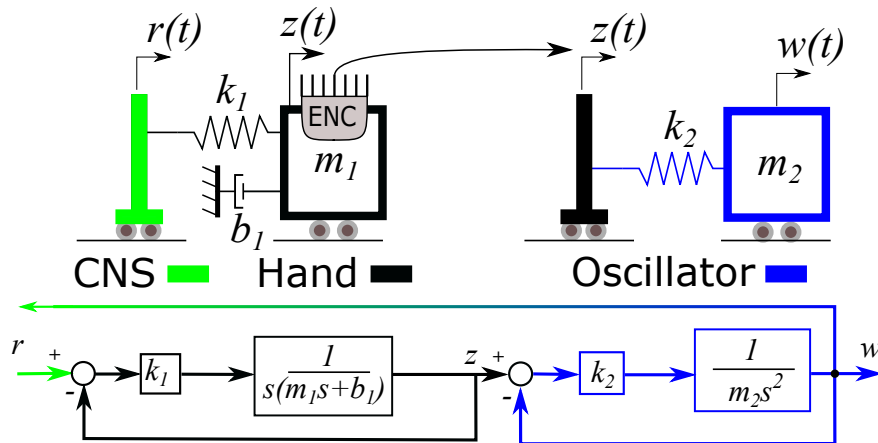 r(t) z(t) z(t) w(t)
k₁ ENC k₂
m₁ m₂
b₁
CNS Hand Oscillator
r + - k₁ 1 / s(m₁s+b₁) z + - k₂ 1 / m₂s² w